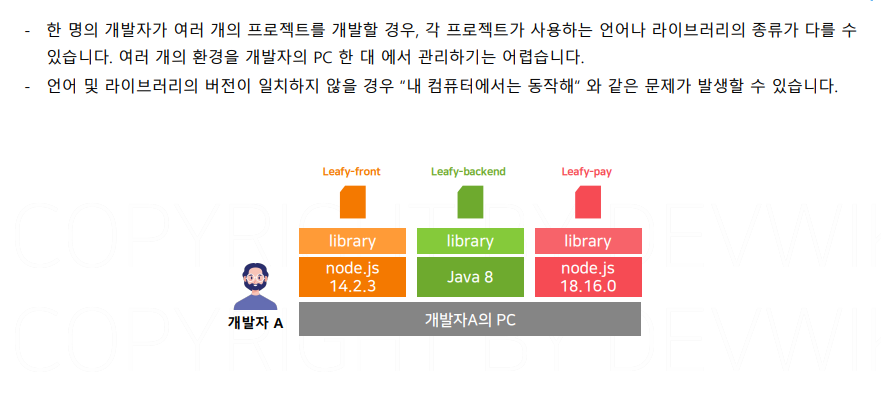 - 한 명의 개발자가 여러 개의 프로젝트를 개발할 경우, 각 프로젝트가 사용하는 언어나 라이브러리의 종류가 다를 수
있습니다. 여러 개의 환경을 개발자의 PC 한 대 에서 관리하기는 어렵습니다.
- 언어 및 라이브러리의 버전이 일치하지 않을 경우 “내 컴퓨터에서는 동작해“ 와 같은 문제가 발생할 수 있습니다.
Leafy-front
Leafy-backend
Leafy-pay
library
library
library
node.js
14.2.3
Java 8
node.js
18.16.0
개발자 A
개발자A의 PC
COPYRIGHT BY DEVWI
COPYRIGHT BY DEVWI